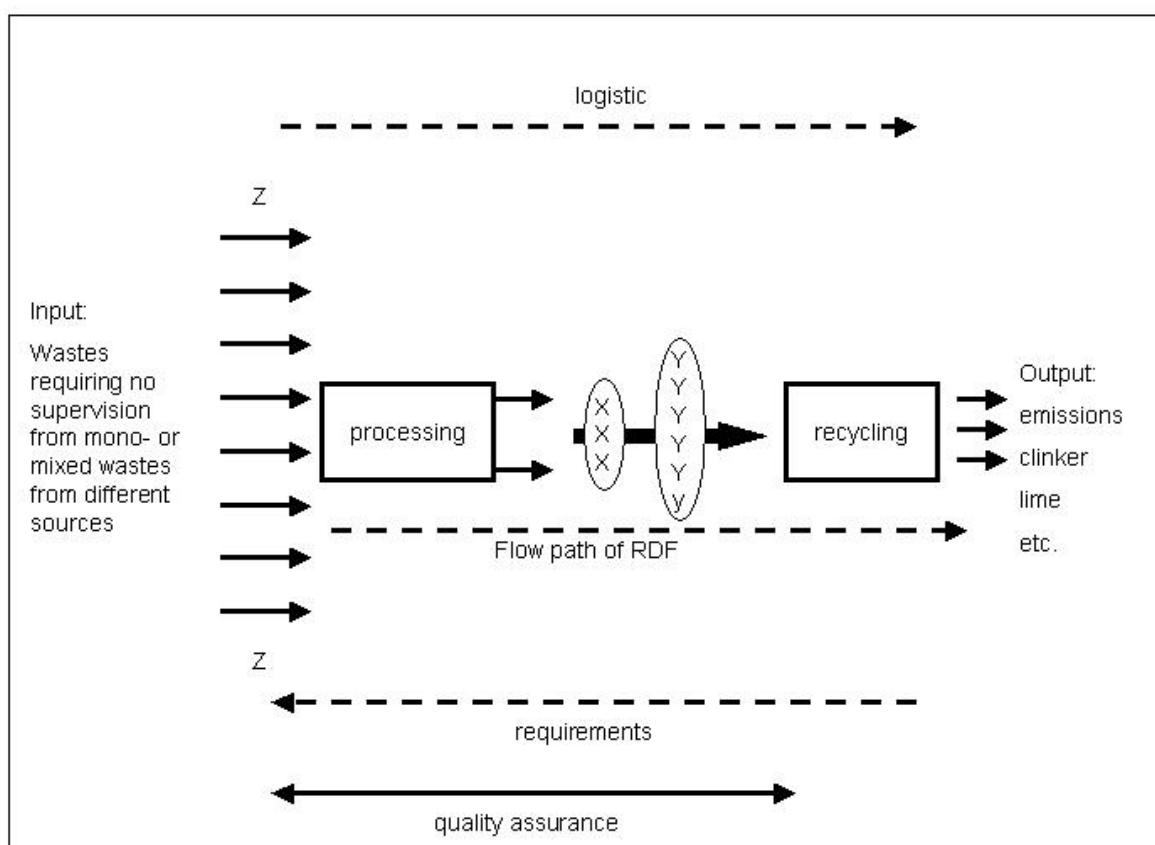 logistic
Z
Input:
Wastes
requiring no
supervision
from mono- or
mixed wastes
from different
sources
processing
X
X
X
Y
Y
Y
Y
Y
y
recycling
Output:
emissions
clinker
lime
etc.
Flow path of RDF
Z
requirements
quality assurance